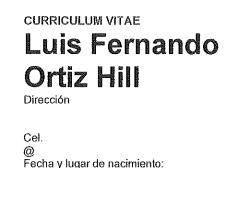 CURRICULUM VITAE
Luis Fernando
Ortiz Hill
Dirección
Cel.
@
Fecha y lugar de nacimiento: